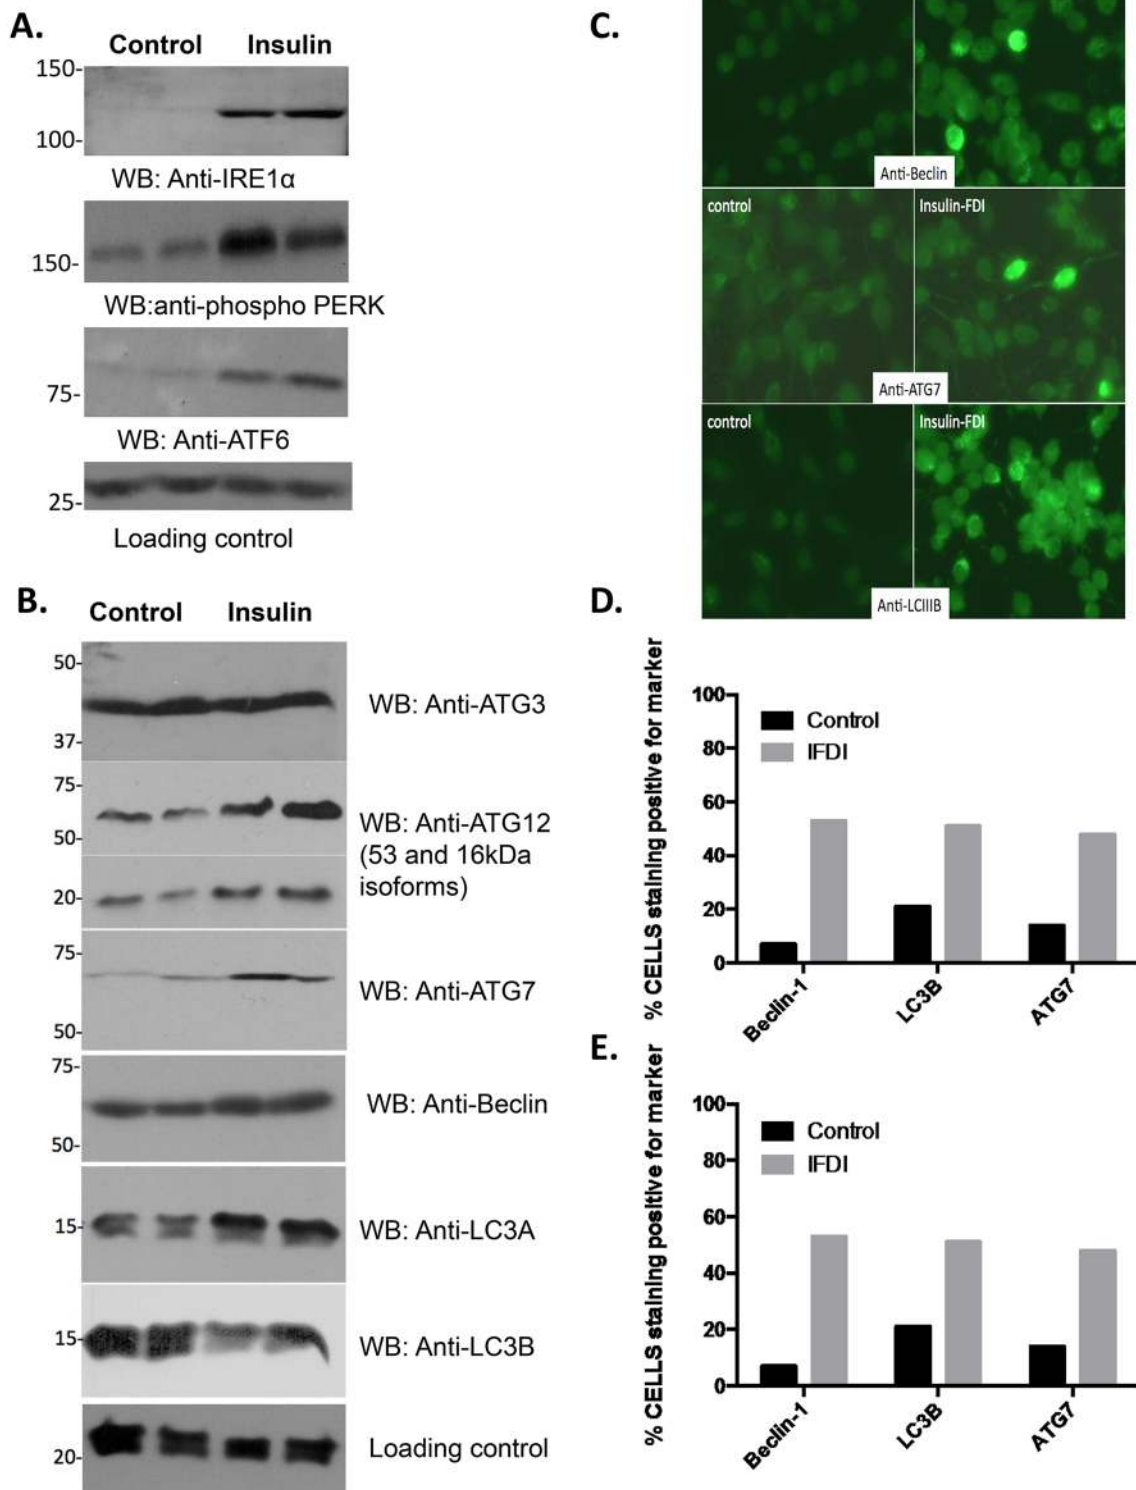 A.
Control Insulin
150-
100-
WB: Anti-IRE1α
150-
WB:anti-phospho PERK
75-
WB: Anti-ATF6
25-
Loading control
B.
Control Insulin
50-
WB: Anti-ATG3
37-
75-
WB: Anti-ATG12
50-
(53 and 16kDa
isoforms)
20-
75-
WB: Anti-ATG7
50-
75-
WB: Anti-Beclin
50-
15-
WB: Anti-LC3A
15-
WB: Anti-LC3B
Loading control
20-
C.
Anti-Beclin
control Insulin-FDI
Anti-ATG7
control Insulin-FDI
Anti-LCIIIB
D.
% CELLS staining positive for marker
100
80
60
40
20
0
Control
IFDI
Beclin-1
LC3B
ATG7
E.
% CELLS staining positive for marker
100
80
60
40
20
0
Control
IFDI
Beclin-1
LC3B
ATG7